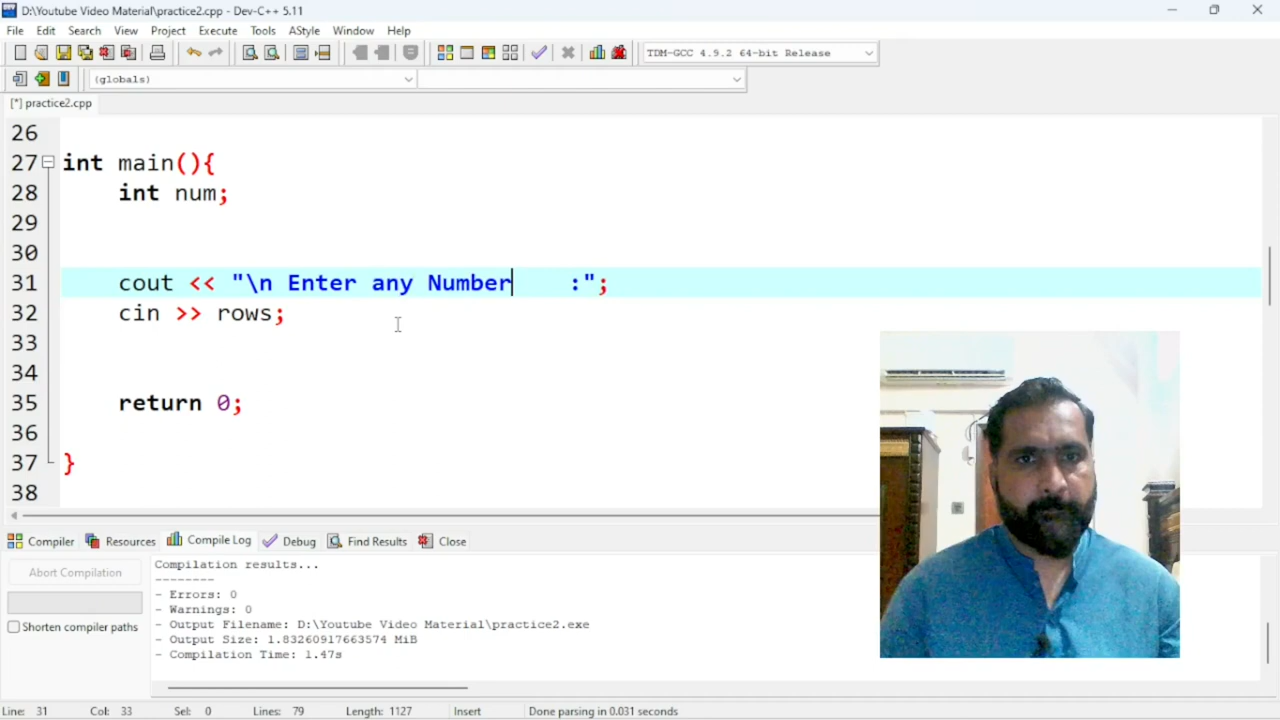 D:\Youtube Video Material\practice2.cpp - Dev-C++ 5.11
File Edit Search View Project Execute Tools AStyle Window Help
TDM-GCC 4.9.2 64-bit Release
(globals)
[*] practice2.cpp
26
27 int main(){
28 int num;
29
30
31 cout << "\n Enter any Number    :";
32 cin >> rows;
33
34
35 return 0;
36
37 }
38
Compiler Resources Compile Log Debug Find Results Close
Abort Compilation
Shorten compiler paths
Compilation results...
--------
- Errors: 0
- Warnings: 0
- Output Filename: D:\Youtube Video Material\practice2.exe
- Output Size: 1.83260917663574 MiB
- Compilation Time: 1.47s
Line: 31 Col: 33 Sel: 0 Lines: 79 Length: 1127 Insert Done parsing in 0.031 seconds